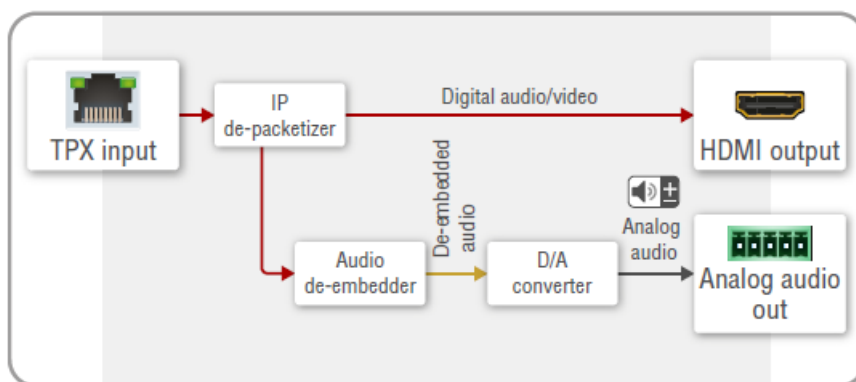 TPX input
IP
de-packetizer
Digital audio/video
HDMI output
De-embedded
audio
Analog
audio
Audio
de-embedder
D/A
converter
Analog audio
out